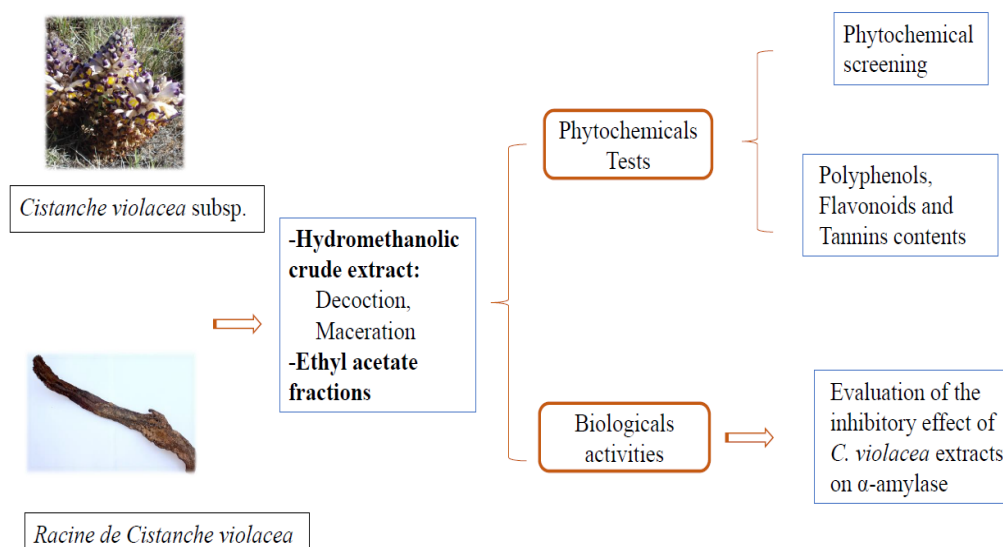 Cistanche violacea subsp.
Racine de Cistanche violacea
-Hydromethanolic
crude extract:
Decoction,
Maceration
-Ethyl acetate
fractions
Phytochemicals
Tests
Phytochemical
screening
Polyphenols,
Flavonoids and
Tannins contents
Biologicals
activities
Evaluation of the
inhibitory effect of
C. violacea extracts
on α-amylase